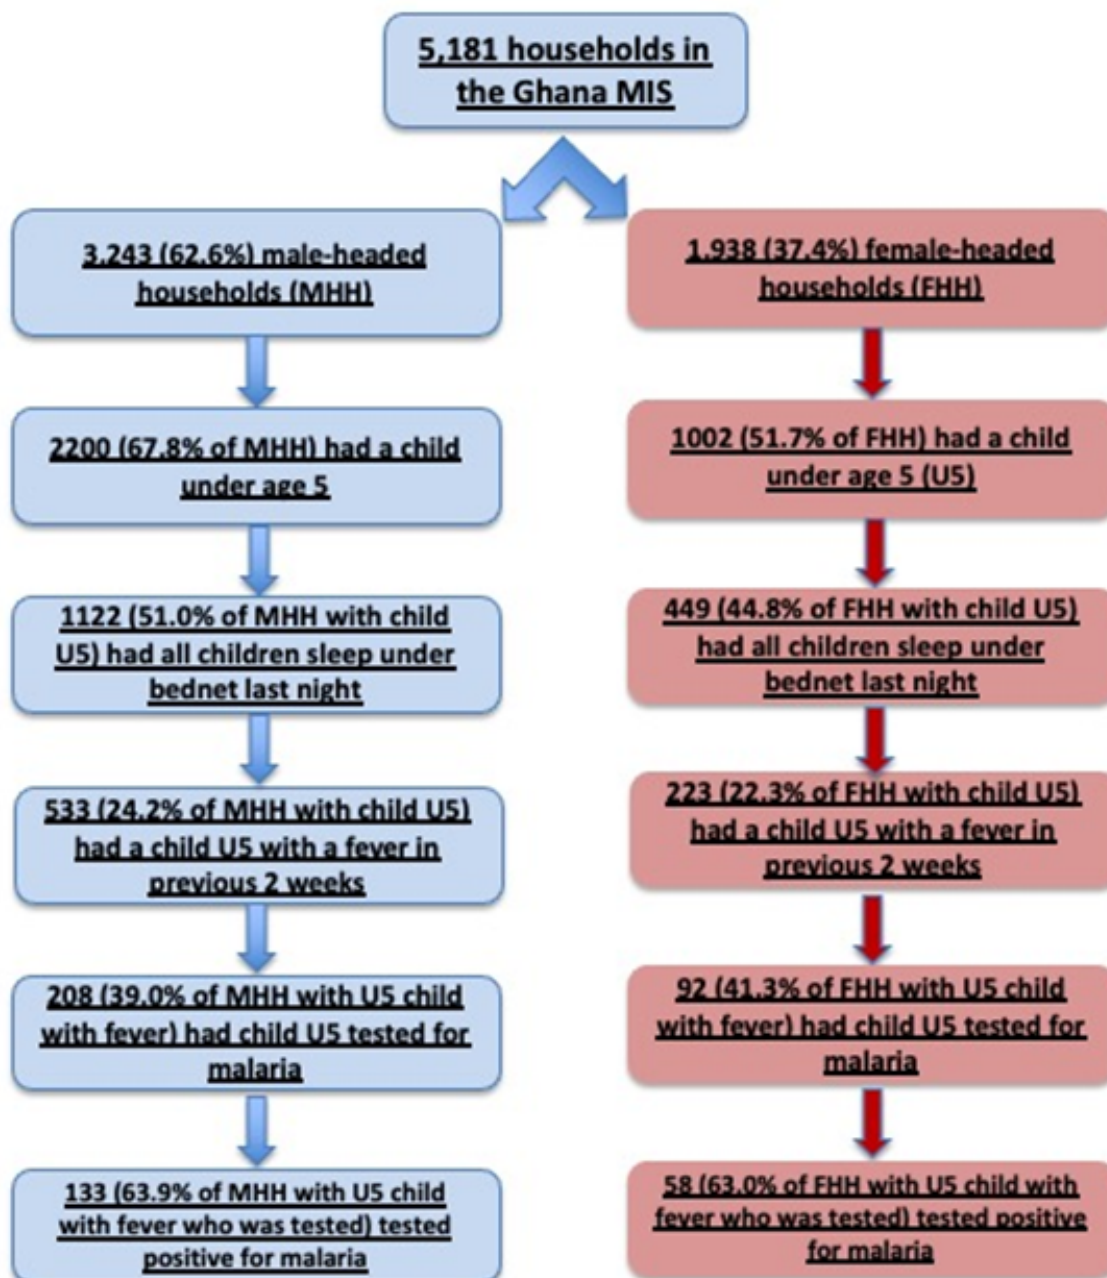 5,181 households in
the Ghana MIS
3,243 (62.6%) male-headed
households (MHH)
1,938 (37.4%) female-headed
households (FHH)
2200 (67.8% of MHH) had a child
under age 5
1002 (51.7% of FHH) had a child
under age 5 (U5)
1122 (51.0% of MHH with child
U5) had all children sleep under
bednet last night
449 (44.8% of FHH with child U5)
had all children sleep under
bednet last night
533 (24.2% of MHH with child U5)
had a child U5 with a fever in
previous 2 weeks
223 (22.3% of FHH with child U5)
had a child U5 with a fever in
previous 2 weeks
208 (39.0% of MHH with U5 child
with fever) had child U5 tested for
malaria
92 (41.3% of FHH with U5 child
with fever) had child U5 tested for
malaria
133 (63.9% of MHH with U5 child
with fever who was tested) tested
positive for malaria
58 (63.0% of FHH with U5 child with
fever who was tested) tested positive
for malaria